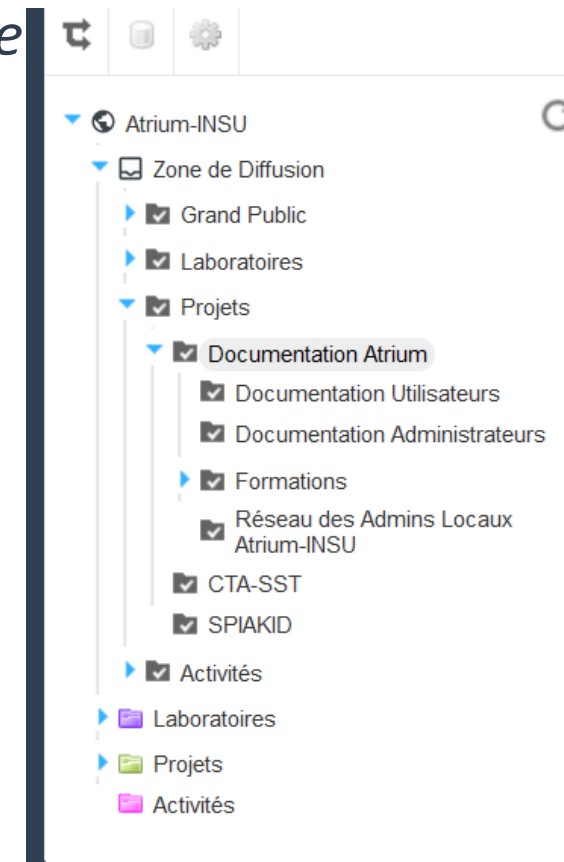 e
Atrium-INSU
Zone de Diffusion
Grand Public
Laboratoires
Projets
Documentation Atrium
Documentation Utilisateurs
Documentation Administrateurs
Formations
Réseau des Admins Locaux
Atrium-INSU
CTA-SST
SPIAKID
Activités
Laboratoires
Projets
Activités